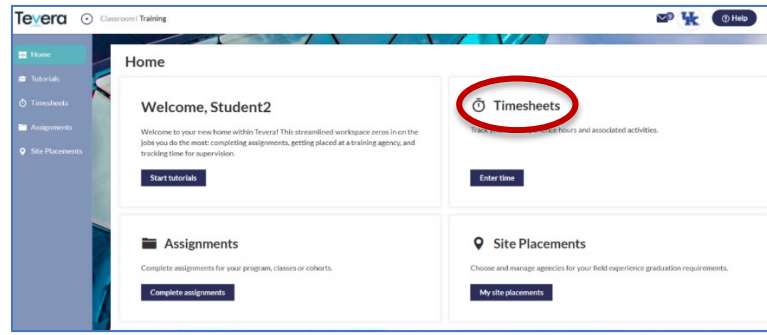 Tevera Classroom | Training
UK Help
Home
Tutorials
Timesheets
Assignments
Site Placements
Home
Welcome, Student2
Welcome to your new home within Tevera! This streamlined workspace zeros in on the
jobs you do the most: completing assignments, getting placed at a training agency, and
tracking time for supervision.
Start tutorials
Timesheets
Track hours and associated activities.
Enter time
Assignments
Complete assignments for your program, classes or cohorts.
Complete assignments
Site Placements
Choose and manage agencies for your field experience graduation requirements.
My site placements